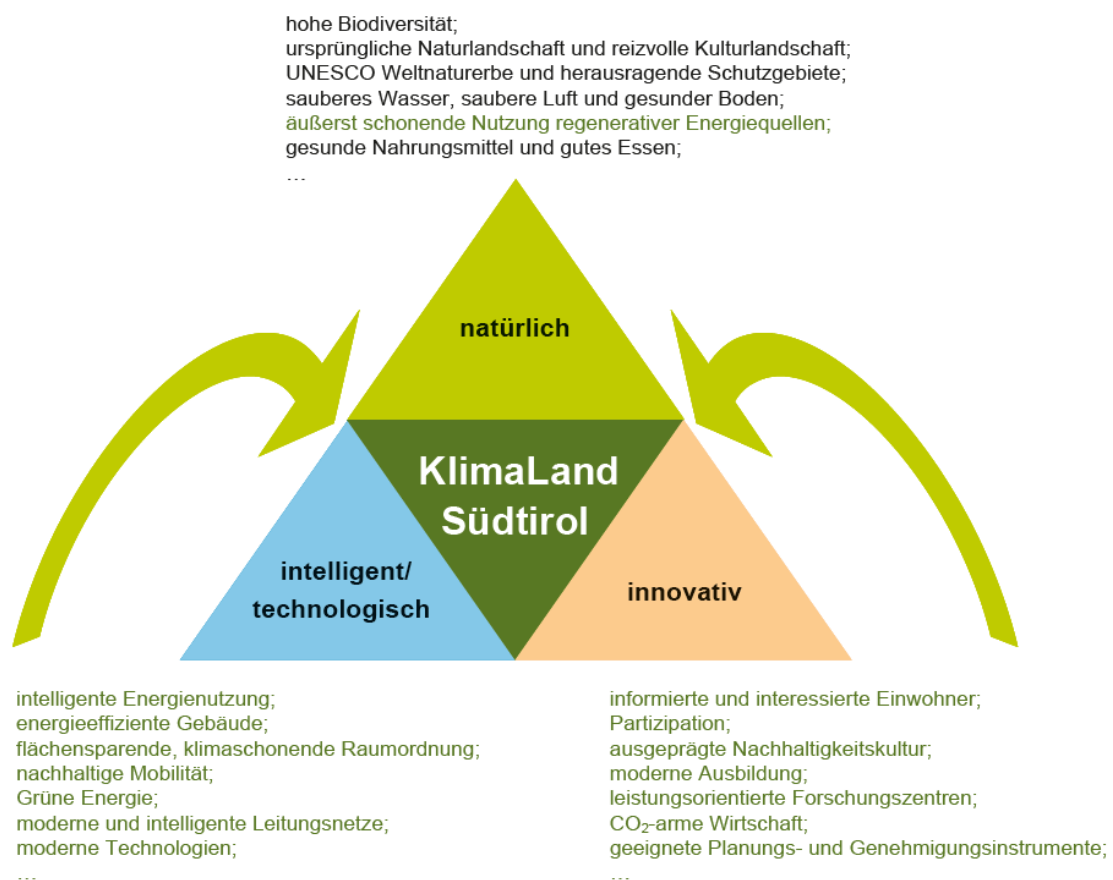 hohe Biodiversität;
ursprüngliche Naturlandschaft und reizvolle Kulturlandschaft;
UNESCO Weltnaturerbe und herausragende Schutzgebiete;
sauberes Wasser, saubere Luft und gesunder Boden;
äußerst schonende Nutzung regenerativer Energiequellen;
gesunde Nahrungsmittel und gutes Essen;
…
natürlich
KlimaLand
Südtirol
intelligent/
technologisch
innovativ
intelligente Energienutzung;
energieeffiziente Gebäude;
flächensparende, klimaschonende Raumordnung;
nachhaltige Mobilität;
Grüne Energie;
moderne und intelligente Leitungsnetze;
moderne Technologien;
…
informierte und interessierte Einwohner;
Partizipation;
ausgeprägte Nachhaltigkeitskultur;
moderne Ausbildung;
leistungsorientierte Forschungszentren;
CO₂-arme Wirtschaft;
geeignete Planungs- und Genehmigungsinstrumente;
…